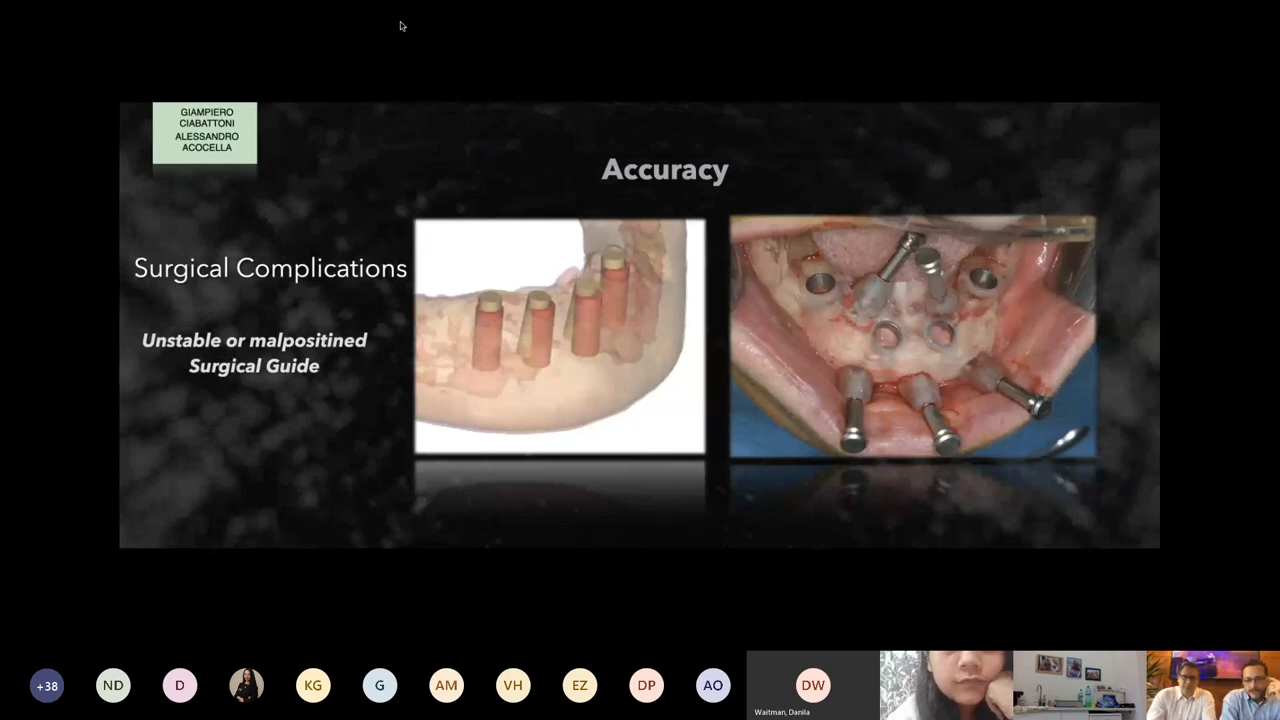 GIAMPIERO
CIABATTONI
ALESSANDRO
ACOCELLA
Accuracy
Surgical Complications
Unstable or malpositined
Surgical Guide
+38
ND
D
KG
G
AM
VH
EZ
DP
AO
DW
Waitman, Danila